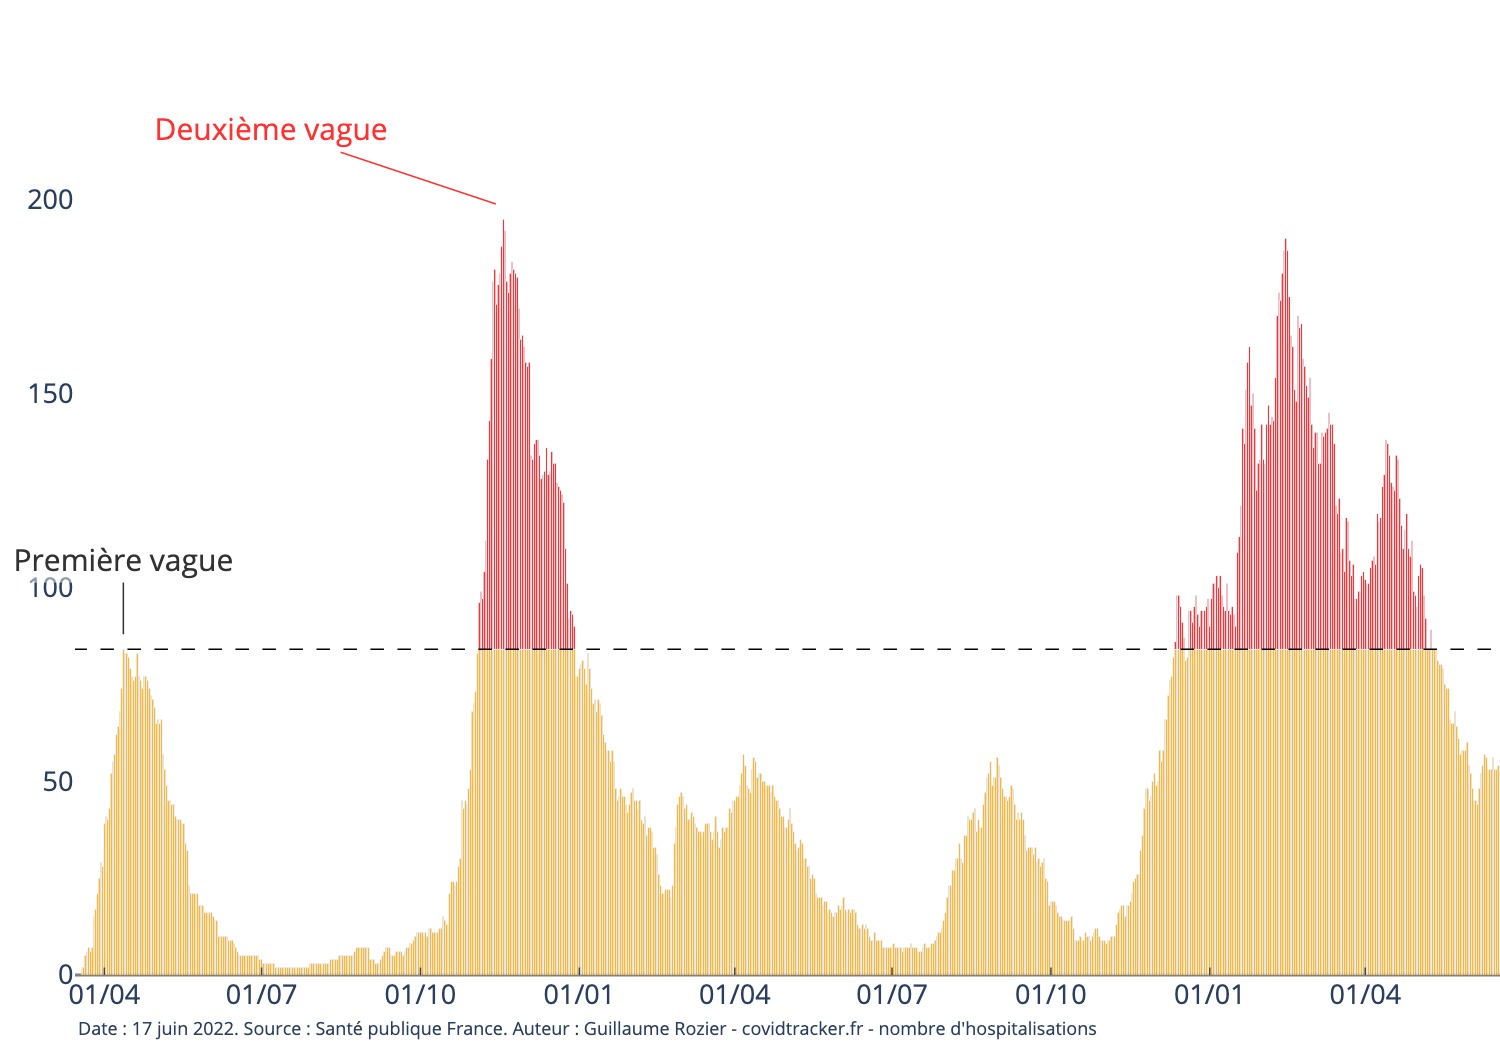 Deuxième vague
200
150
Première vague
100
50
0
01/04 01/07 01/10 01/01 01/04 01/07 01/10 01/01 01/04
Date : 17 juin 2022. Source : Santé publique France. Auteur : Guillaume Rozier - covidtracker.fr - nombre d'hospitalisations